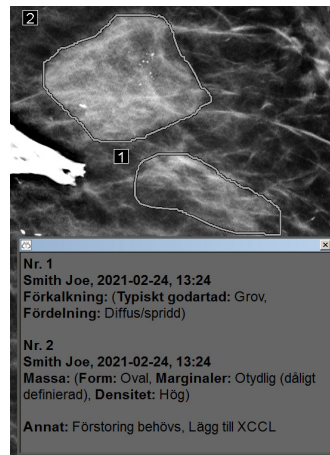 2
1
Nr. 1
Smith Joe, 2021-02-24, 13:24
Förkalkning: (Typiskt godartad: Grov,
Fördelning: Diffus/spridd)
Nr. 2
Smith Joe, 2021-02-24, 13:24
Massa: (Form: Oval, Marginaler: Otydlig (dåligt
definierad), Densitet: Hög)
Annat: Förstoring behövs, Lägg till XCCL